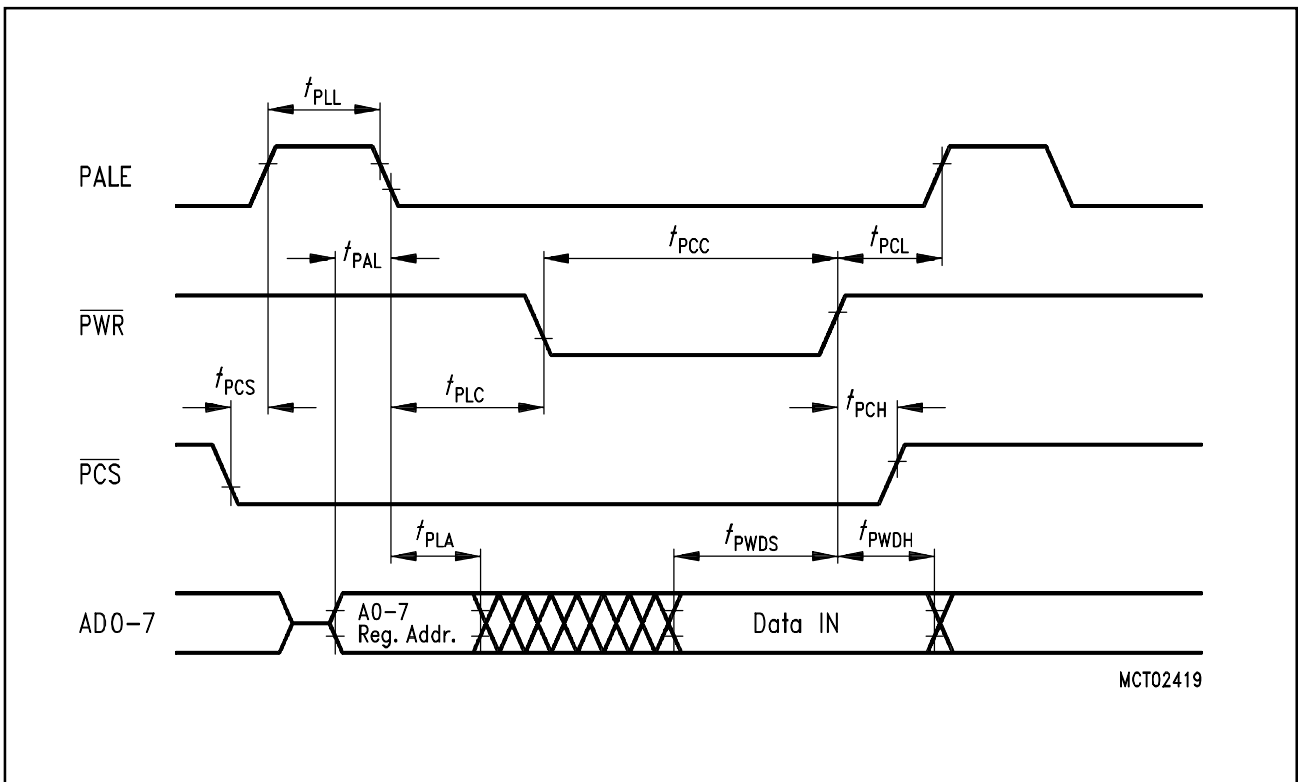 tPLL
PALE
tPAL
tPCC
tPCL
PWR
tPCS
tPLC
tPCH
PCS
tPLA
tPWDS
tPWDH
AD0-7
A0-7
Reg. Addr.
Data IN
MCT02419